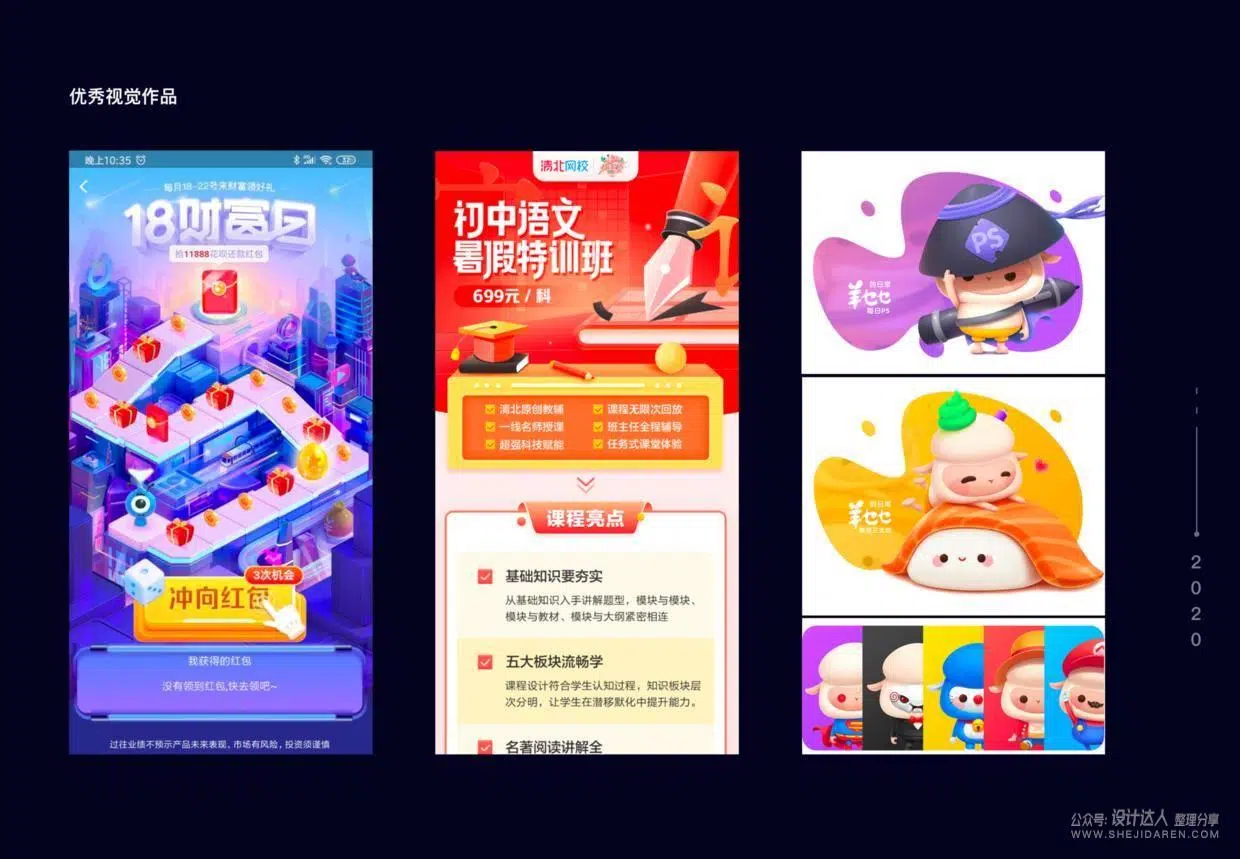 优秀视觉作品
晚上10:35
每月18-22号来财富领好礼
18财富日
抢11888花呗还款红包
3次机会
冲向红包
我获得的红包
没有领到红包,快去领吧~
过往业绩不预示产品未来表现，市场有风险，投资须谨慎
清北网校
初中语文
暑假特训班
699元 / 科
清北原创教辅
课程无限次回放
一线名师授课
班主任全程辅导
超强科技赋能
任务式课堂体验
课程亮点
基础知识要夯实
从基础知识入手讲解题型，模块与模块、
模块与教材、模块与大纲紧密相连
五大板块流畅学
课程设计符合学生认知过程，知识板块层
次分明，让学生在潜移默化中提升能力。
名著阅读讲解全
PS
羊七七
的日常
每日PS
羊七七
的日常
2020
公众号: 设计达人 整理分享
WWW.SHEJIDAREN.COM